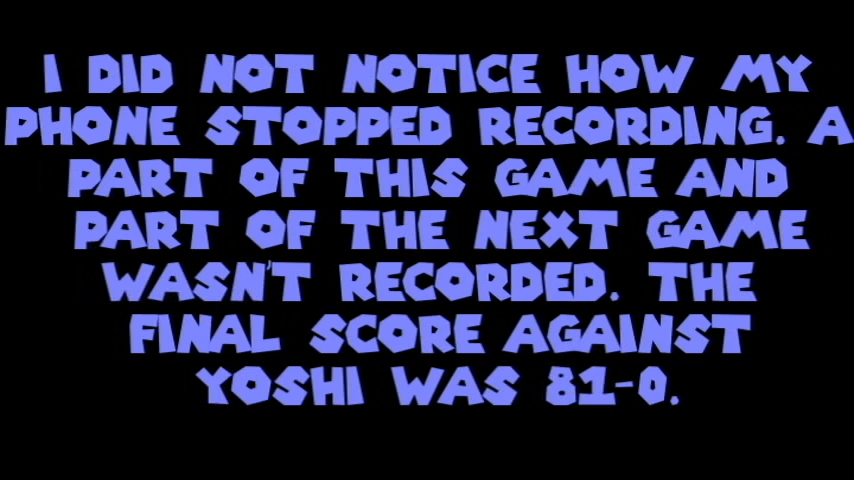 I DID NOT NOTICE HOW MY
PHONE STOPPED RECORDING. A
PART OF THIS GAME AND
PART OF THE NEXT GAME
WASN'T RECORDED. THE
FINAL SCORE AGAINST
YOSHI WAS 81-0.